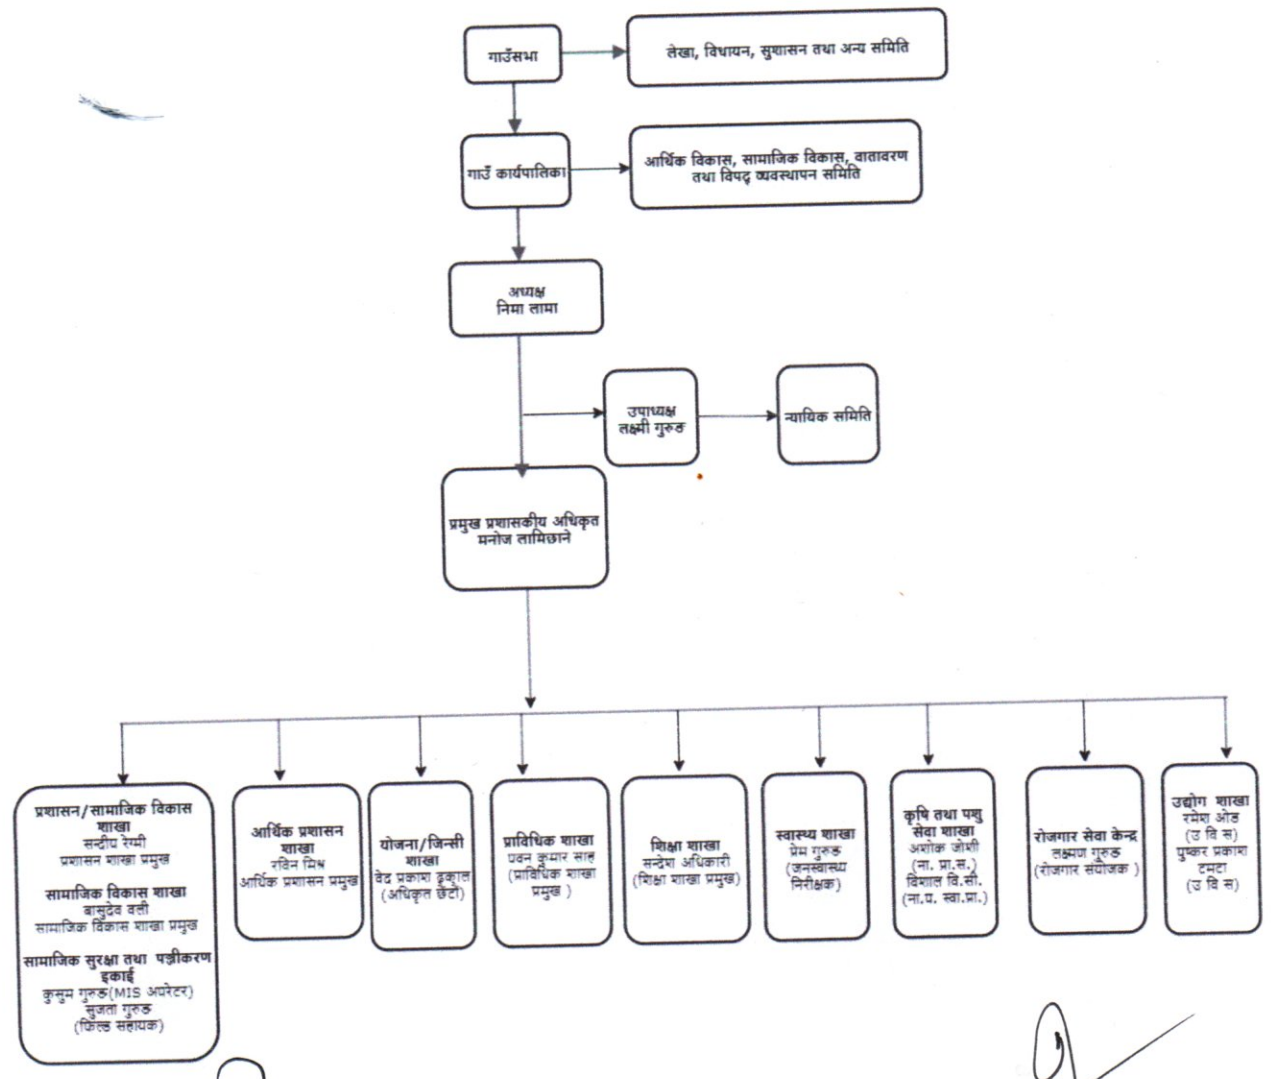 गाउँसभा
लेखा, विधायन, सुशासन तथा अन्य समिति
गाउँ कार्यपालिका
आर्थिक विकास, सामाजिक विकास, वातावरण
तथा विपद् व्यवस्थापन समिति
अध्यक्ष
निमा लामा
उपाध्यक्ष
लक्ष्मी गुरुङ
न्यायिक समिति
प्रमुख प्रशासकीय अधिकृत
मनोज लामिछाने
प्रशासन/सामाजिक विकास
शाखा
सन्दीप रेग्मी
प्रशासन शाखा प्रमुख
सामाजिक विकास शाखा
बासुदेव वली
सामाजिक विकास शाखा प्रमुख
सामाजिक सुरक्षा तथा पञ्जीकरण
इकाई
कुसुम गुरुङ(MIS अपरेटर)
सुजता गुरुङ
(फिल्ड सहायक)
आर्थिक प्रशासन
शाखा
रविन मिश्र
आर्थिक प्रशासन प्रमुख
योजना/जिन्सी
शाखा
वेद प्रकाश ढकाल
(अधिकृत छैटौ)
प्राविधिक शाखा
पवन कुमार साह
(प्राविधिक शाखा
प्रमुख )
शिक्षा शाखा
सन्देश अधिकारी
(शिक्षा शाखा प्रमुख)
स्वास्थ्य शाखा
प्रेम गुरुङ
(जनस्वास्थ्य
निरीक्षक)
कृषि तथा पशु
सेवा शाखा
अशोक जोशी
(ना. प्रा.स.)
विशाल वि.सी.
(ना.प. स्वा.प्रा.)
रोजगार सेवा केन्द्र
लक्ष्मण गुरुङ
(रोजगार संयोजक )
उद्योग शाखा
रमेश ओड
(उ वि स)
पुष्कर प्रकाश
टमटा
(उ वि स)